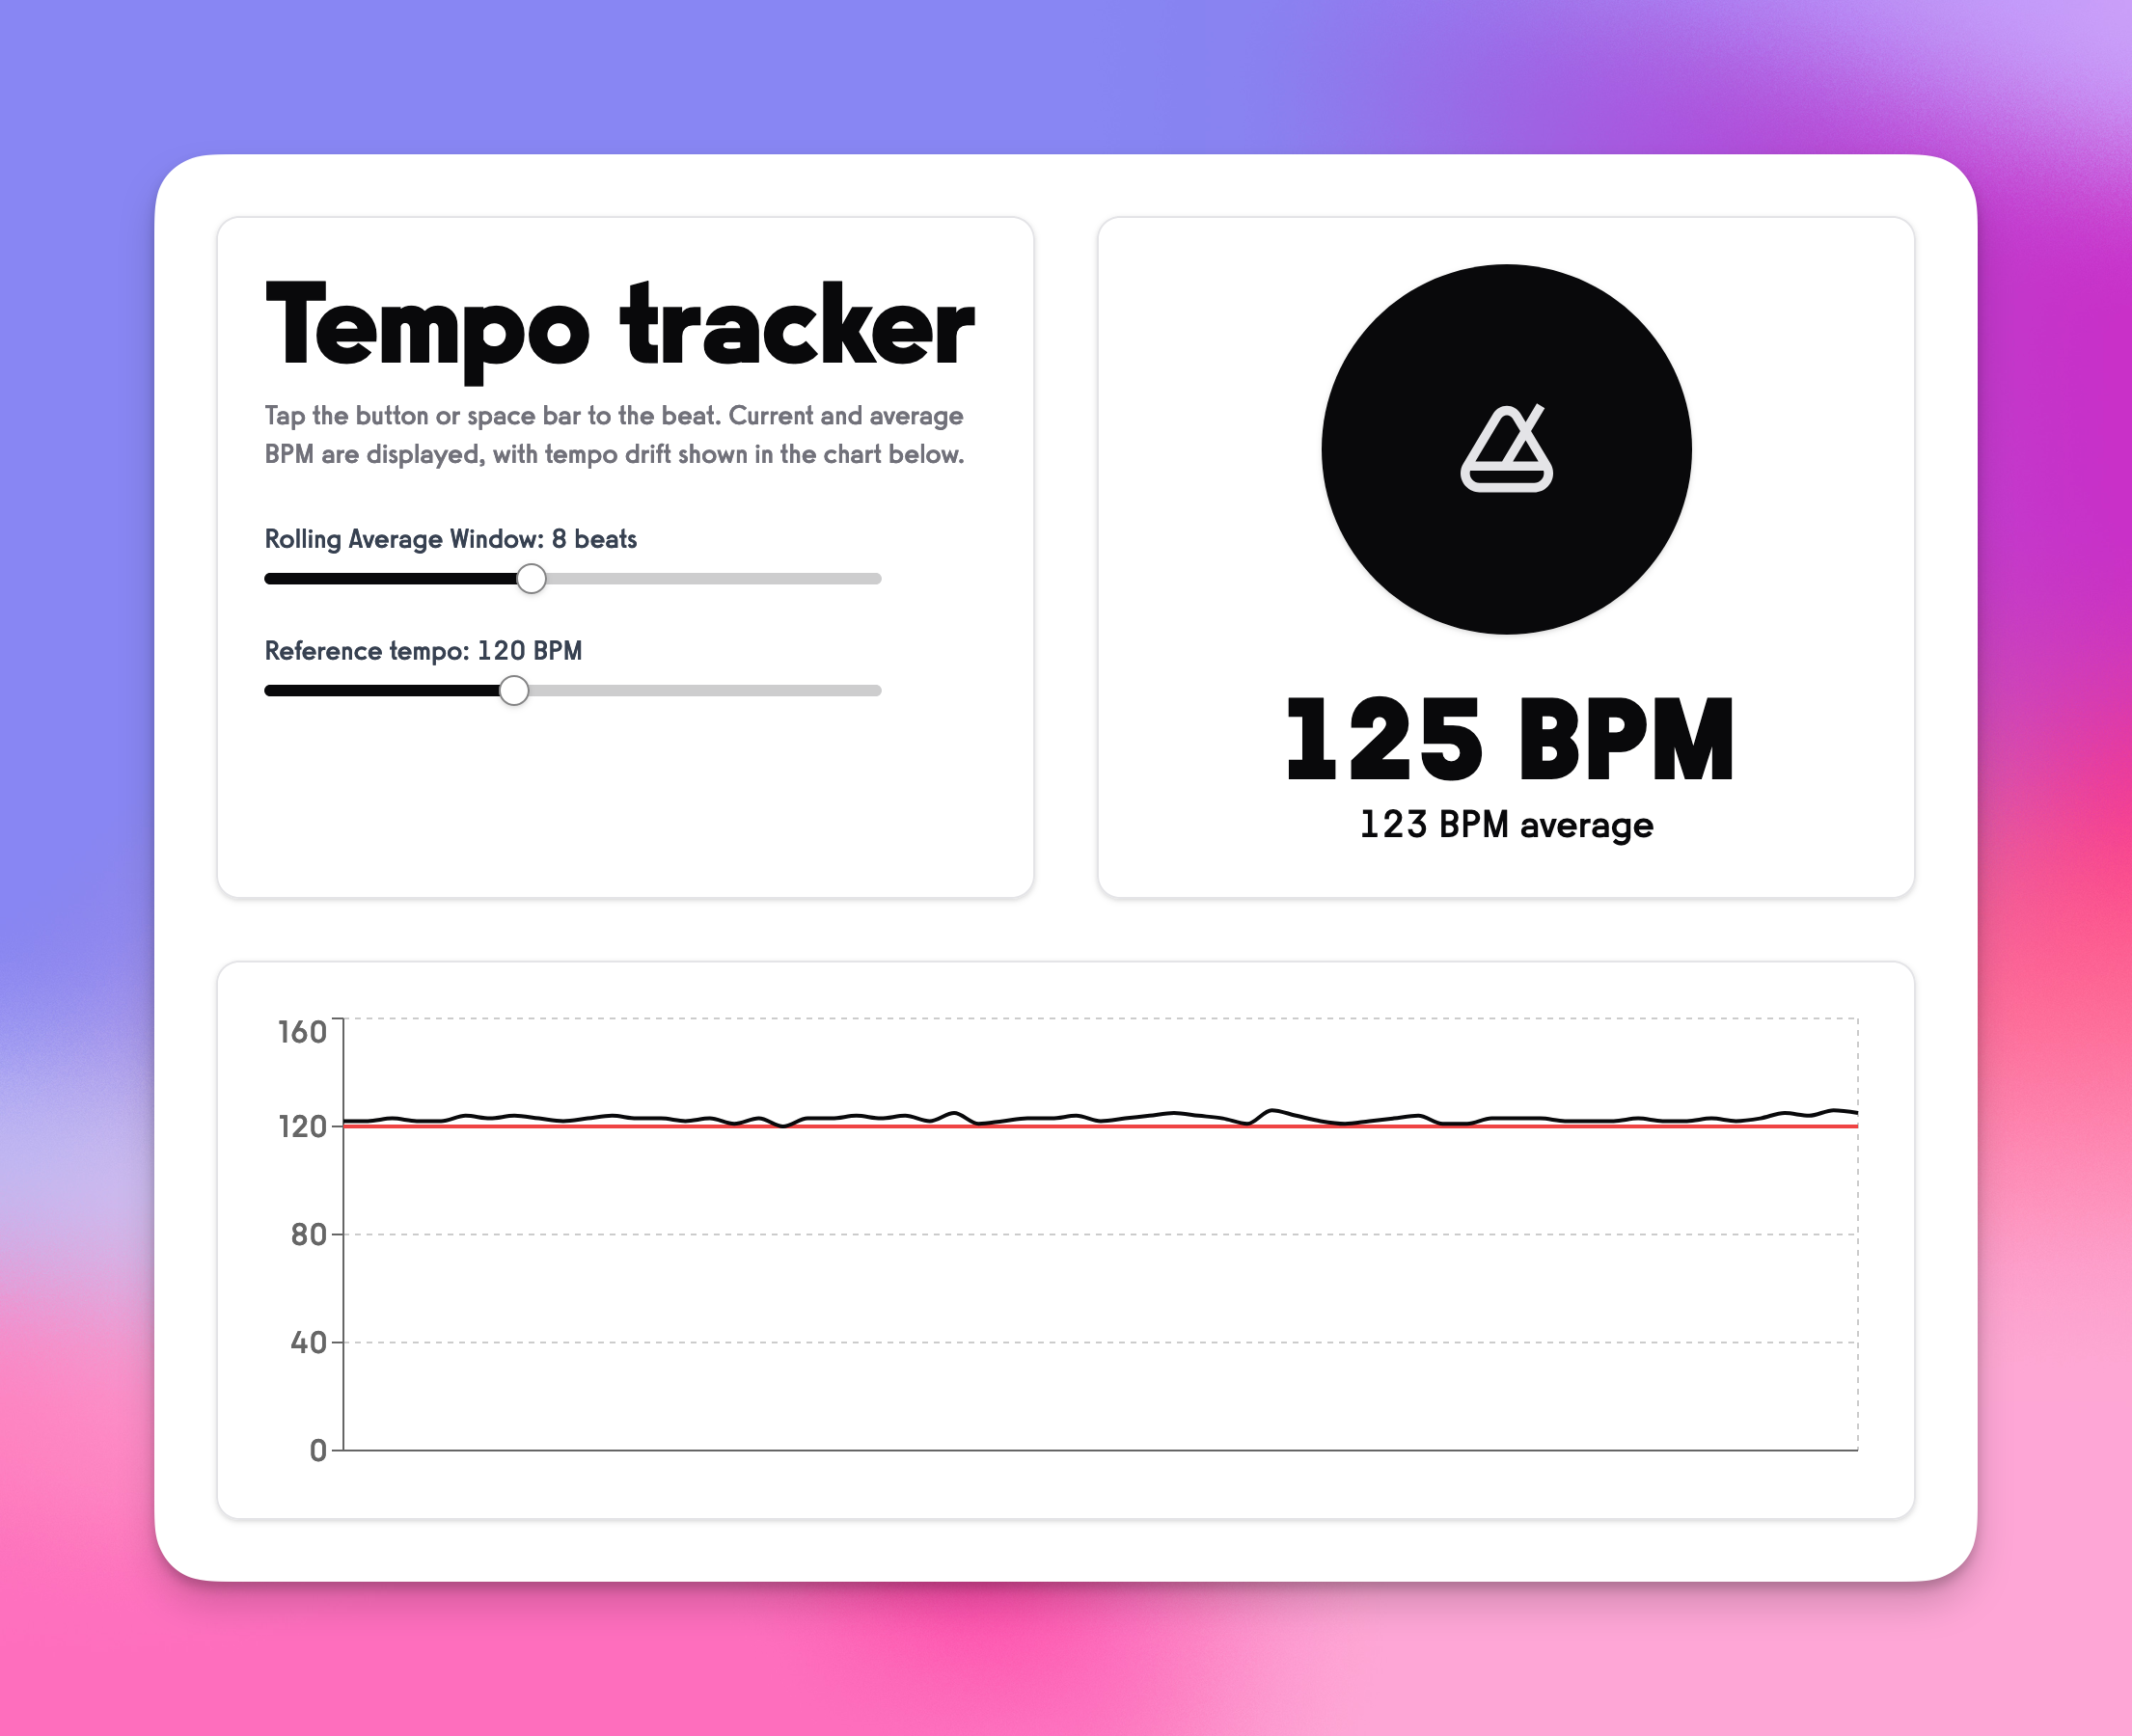 Tempo tracker
Tap the button or space bar to the beat. Current and average
BPM are displayed, with tempo drift shown in the chart below.
Rolling Average Window: 8 beats
Reference tempo: 120 BPM
125 BPM
123 BPM average
160
120
80
40
0